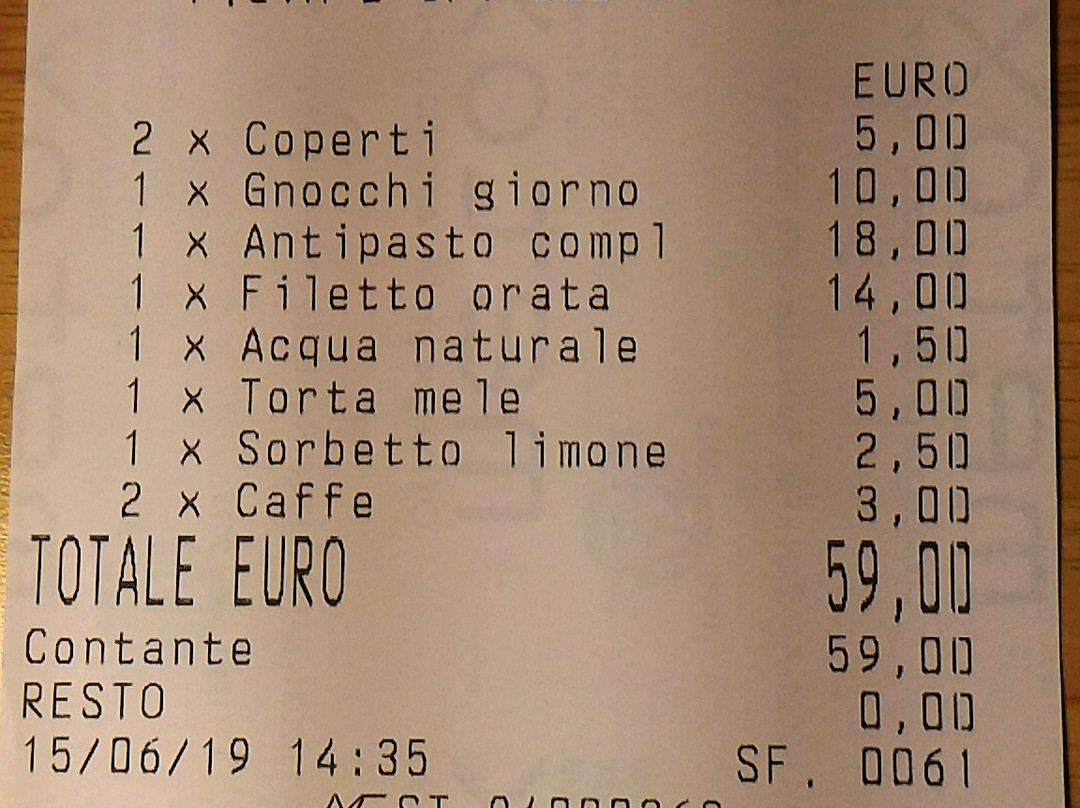 EURO
2 x Coperti 5,00
1 x Gnocchi giorno 10,00
1 x Antipasto compl 18,00
1 x Filetto orata 14,00
1 x Acqua naturale 1,50
1 x Torta mele 5,00
1 x Sorbetto limone 2,50
2 x Caffe 3,00
TOTALE EURO 59,00
Contante 59,00
RESTO 0,00
15/06/19 14:35 SF. 0061